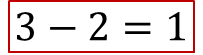 3 − 2 = 1